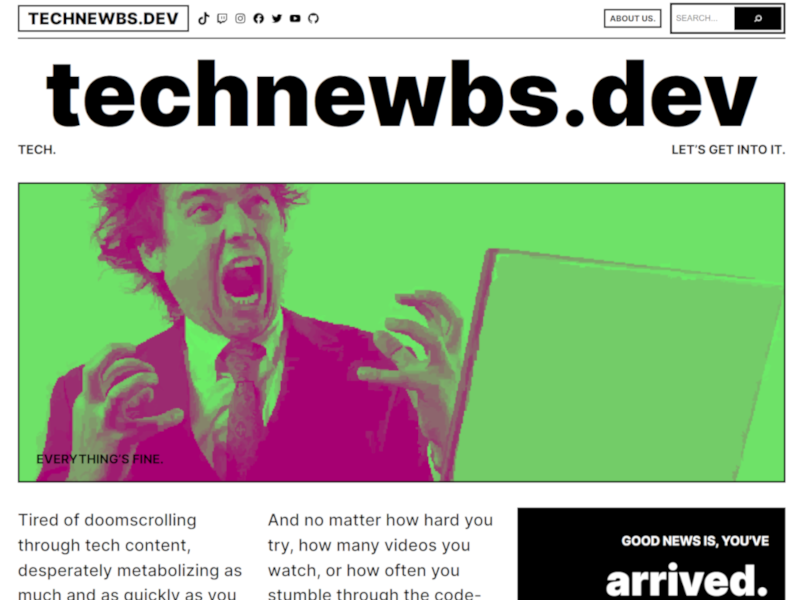 TECHNEWBS.DEV
ABOUT US.
SEARCH...
technewbs.dev
TECH.
LET'S GET INTO IT.
EVERYTHING'S FINE.
Tired of doomscrolling
through tech content,
desperately metabolizing as
much and as quickly as you
And no matter how hard you
try, how many videos you
watch, or how often you
stumble through the code-
GOOD NEWS IS, YOU'VE
arrived.